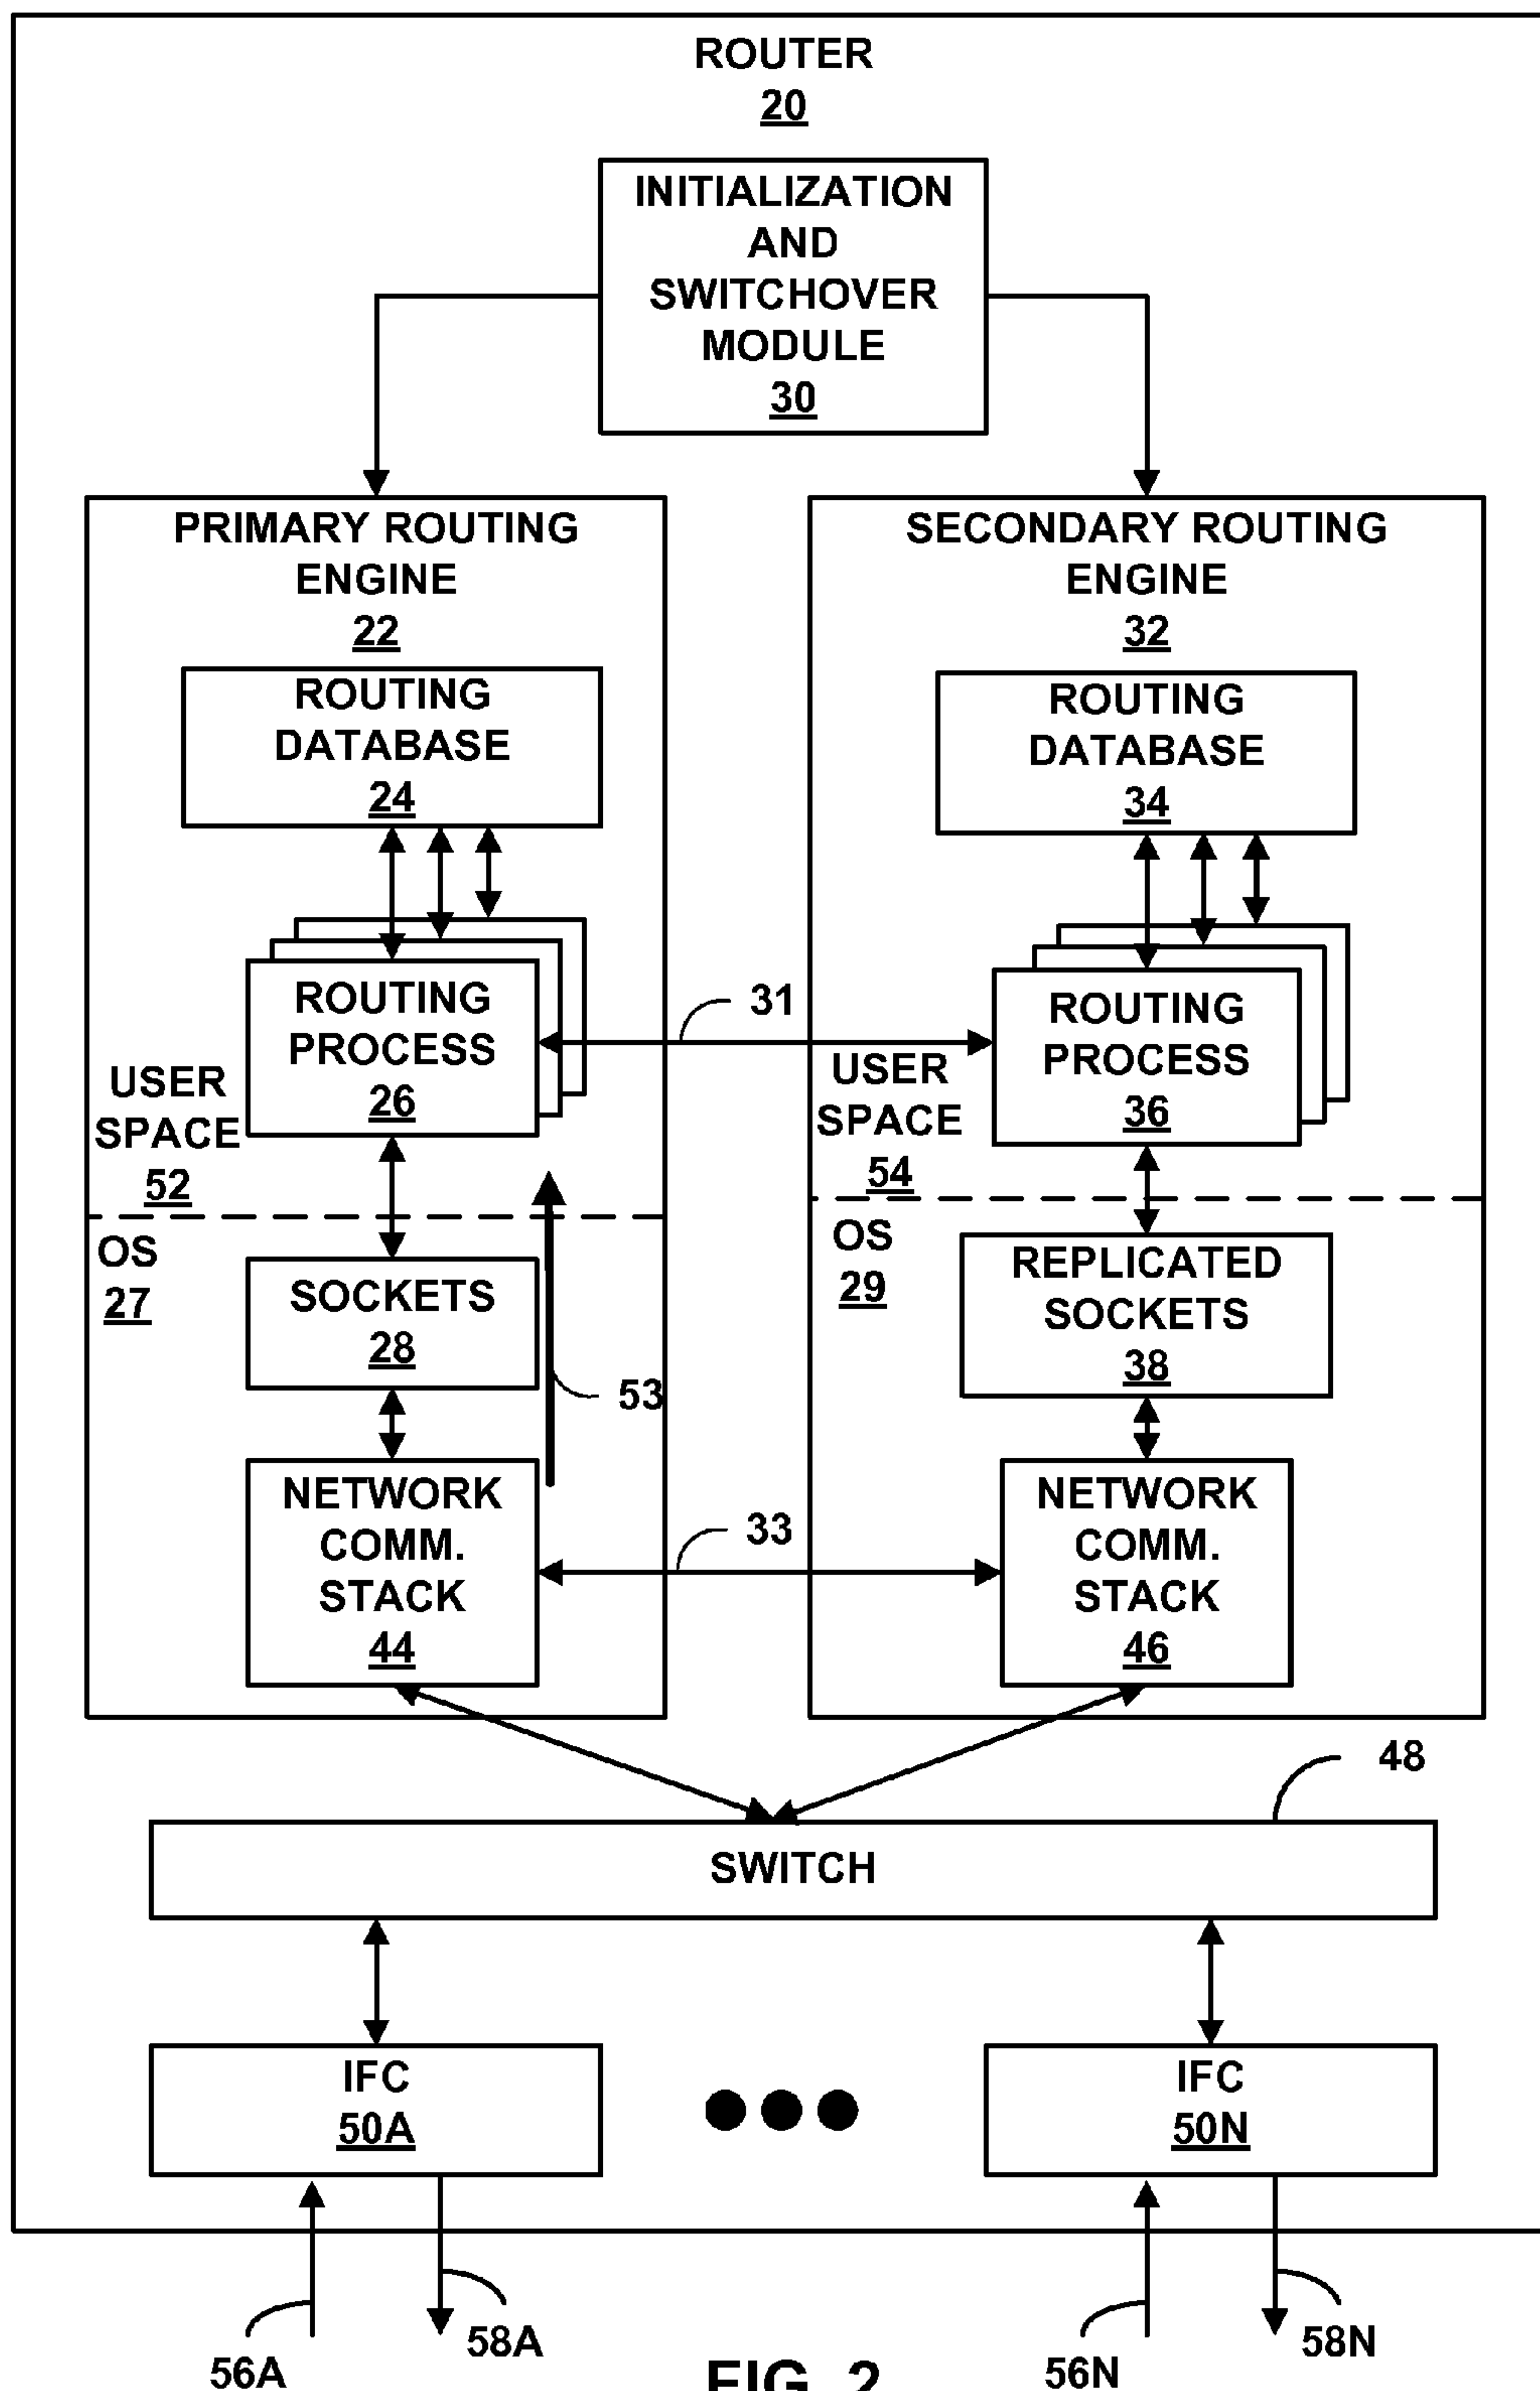 ROUTER
20
INITIALIZATION
AND
SWITCHOVER
MODULE
30
PRIMARY ROUTING
ENGINE
22
ROUTING
DATABASE
24
ROUTING
PROCESS
26
USER
SPACE
52
OS
27
SOCKETS
28
53
NETWORK
COMM.
STACK
44
31
33
SECONDARY ROUTING
ENGINE
32
ROUTING
DATABASE
34
ROUTING
PROCESS
36
USER
SPACE
54
OS
29
REPLICATED
SOCKETS
38
NETWORK
COMM.
STACK
46
48
SWITCH
IFC
50A
IFC
50N
56A
58A
56N
58N
FIG. 2